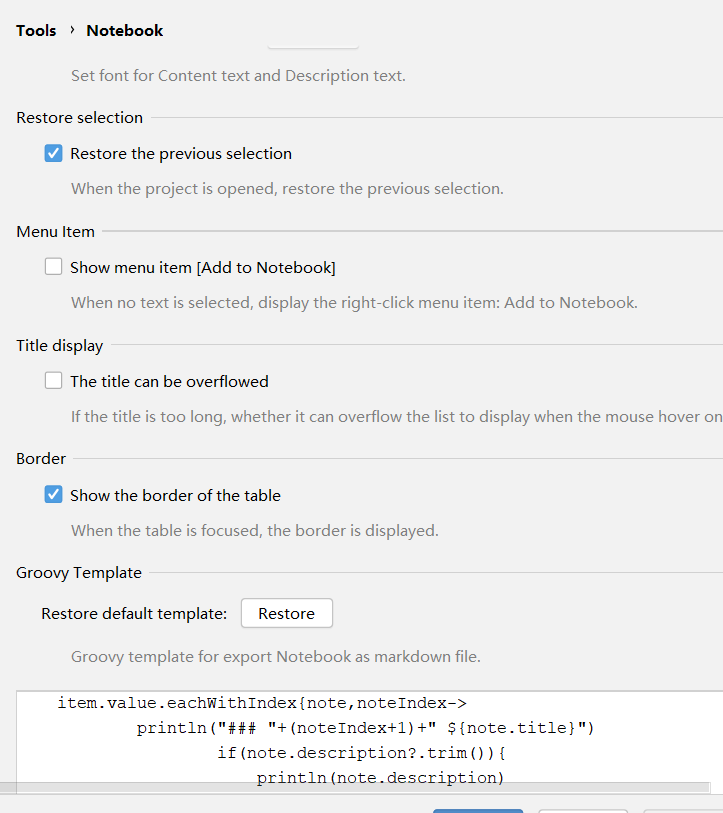 Tools › Notebook
Set font for Content text and Description text.
Restore selection
Restore the previous selection
When the project is opened, restore the previous selection.
Menu Item
Show menu item [Add to Notebook]
When no text is selected, display the right-click menu item: Add to Notebook.
Title display
The title can be overflowed
If the title is too long, whether it can overflow the list to display when the mouse hover on
Border
Show the border of the table
When the table is focused, the border is displayed.
Groovy Template
Restore default template: Restore
Groovy template for export Notebook as markdown file.
item.value.eachWithIndex{note,noteIndex->
println("### "+(noteIndex+1)+" ${note.title}")
if(note.description?.trim()){
println(note.description)